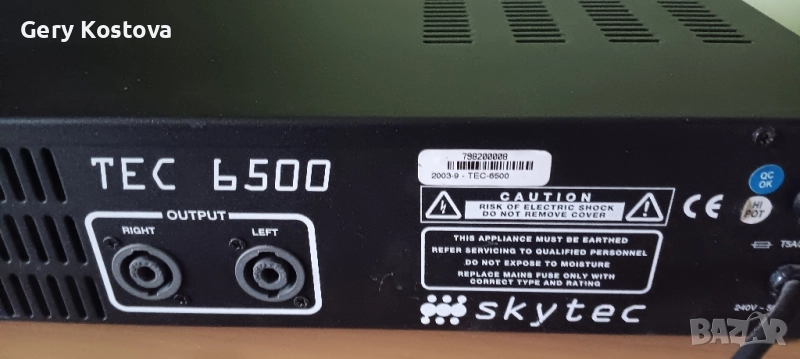 Gery Kostova
TEC 6500
OUTPUT
RIGHT
LEFT
798200008
2003-9 - TEC-6500
CAUTION
RISK OF ELECTRIC SHOCK
DO NOT REMOVE COVER
THIS APPLIANCE MUST BE EARTHED
REFER SERVICING TO QUALIFIED PERSONNEL
DO NOT EXPOSE TO MOISTURE
REPLACE MAINS FUSE ONLY WITH
CORRECT TYPE AND RATING
skytec
CE
QC
OK
HI
POT
240V
BAZAR